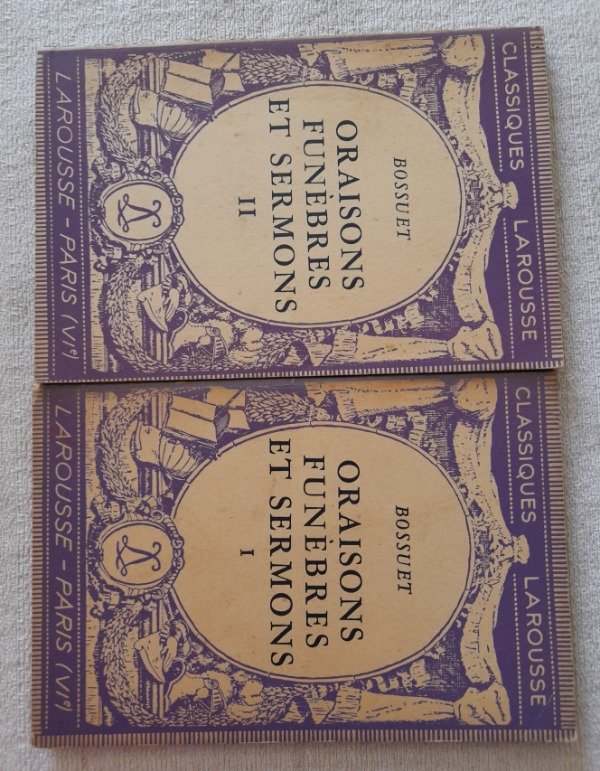 CLASSIQUES LAROUSSE
BOSSUET
ORAISONS
FUNÈBRES
ET SERMONS
II
LAROUSSE – PARIS (VIᵉ)
CLASSIQUES LAROUSSE
BOSSUET
ORAISONS
FUNÈBRES
ET SERMONS
I
LAROUSSE – PARIS (VIᵉ)